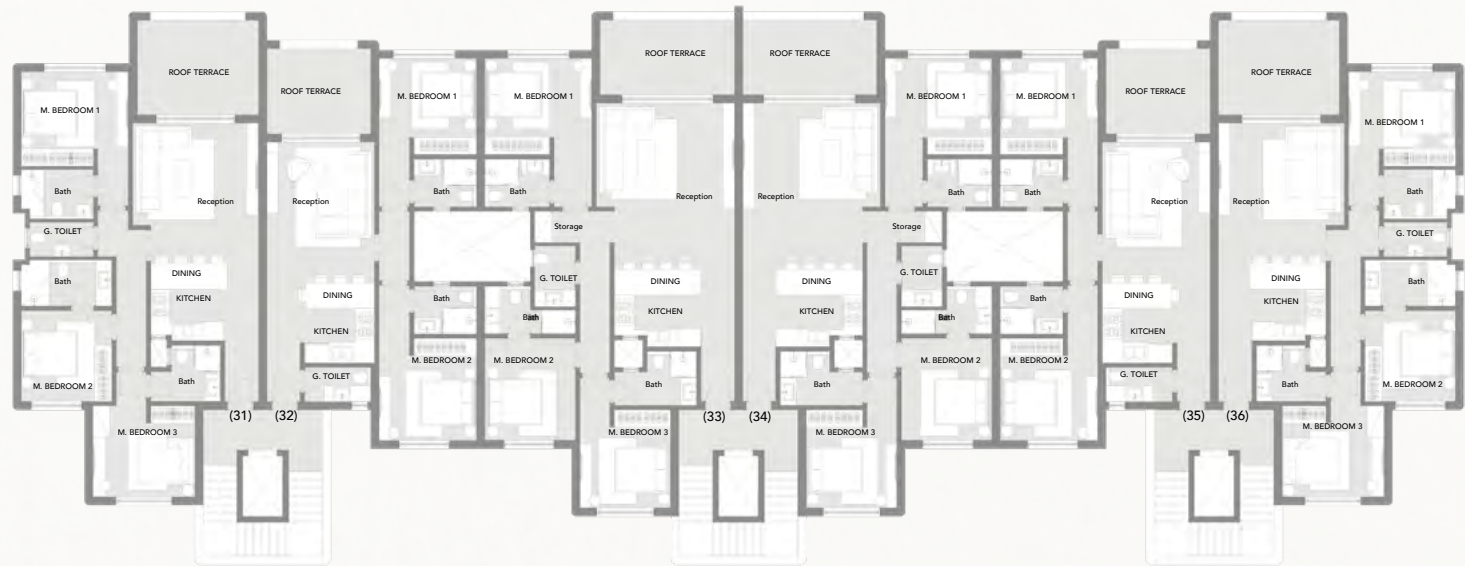 ROOF TERRACE
ROOF TERRACE
M. BEDROOM 1
Bath
Reception
G. TOILET
Bath
DINING
KITCHEN
M. BEDROOM 2
Bath
M. BEDROOM 3
(31)
(32)
Reception
DINING
KITCHEN
G. TOILET
M. BEDROOM 1
Bath
Bath
M. BEDROOM 2
M. BEDROOM 1
Bath
Storage
G. TOILET
Bath
M. BEDROOM 2
ROOF TERRACE
Reception
DINING
KITCHEN
Bath
M. BEDROOM 3
(33)
(34)
ROOF TERRACE
Reception
DINING
KITCHEN
Bath
M. BEDROOM 3
M. BEDROOM 1
Bath
Storage
G. TOILET
Bath
M. BEDROOM 2
M. BEDROOM 1
Bath
Bath
M. BEDROOM 2
ROOF TERRACE
Reception
DINING
KITCHEN
G. TOILET
(35)
(36)
ROOF TERRACE
Reception
DINING
KITCHEN
Bath
M. BEDROOM 3
M. BEDROOM 1
Bath
G. TOILET
Bath
M. BEDROOM 2